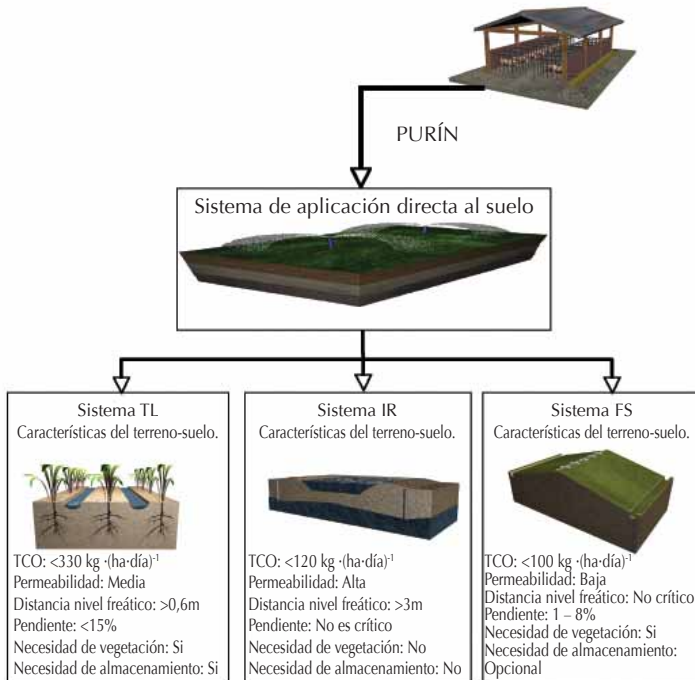 PURÍN
Sistema de aplicación directa al suelo
Sistema TL
Características del terreno-suelo.
TCO: <330 kg ·(ha·día)⁻¹
Permeabilidad: Media
Distancia nivel freático: >0,6m
Pendiente: <15%
Necesidad de vegetación: Si
Necesidad de almacenamiento: Si
Sistema IR
Características del terreno-suelo.
TCO: <120 kg ·(ha·día)⁻¹
Permeabilidad: Alta
Distancia nivel freático: >3m
Pendiente: No es crítico
Necesidad de vegetación: No
Necesidad de almacenamiento: No
Sistema FS
Características del terreno-suelo.
TCO: <100 kg ·(ha·día)⁻¹
Permeabilidad: Baja
Distancia nivel freático: No crítico
Pendiente: 1 – 8%
Necesidad de vegetación: Si
Necesidad de almacenamiento:
Opcional